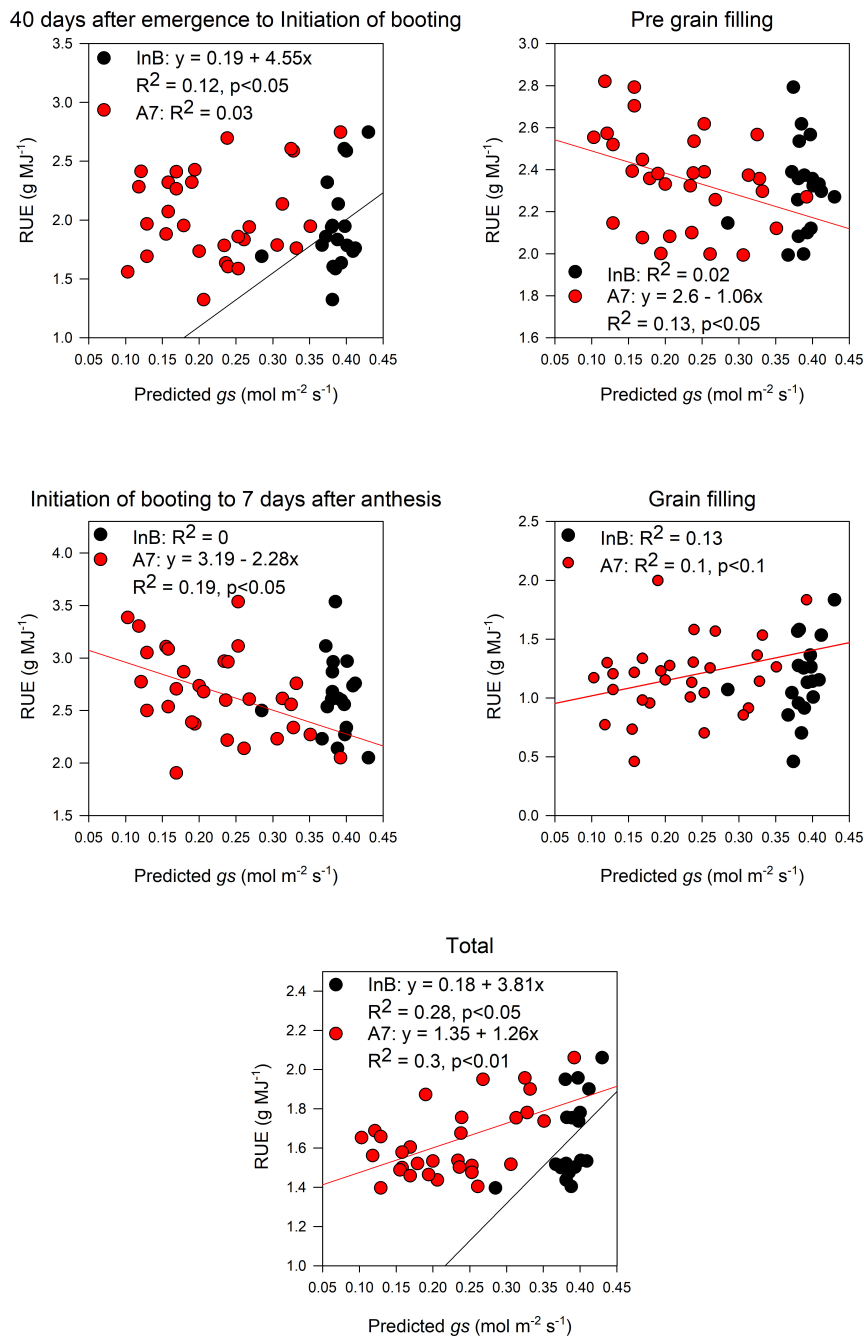 40 days after emergence to Initiation of booting
3.5
3.0
2.5
2.0
1.5
1.0
RUE (g MJ⁻¹)
InB: y = 0.19 + 4.55x
R² = 0.12, p<0.05
A7: R² = 0.03
0.05 0.10 0.15 0.20 0.25 0.30 0.35 0.40 0.45
Predicted gs (mol m⁻² s⁻¹)
Pre grain filling
3.0
2.8
2.6
2.4
2.2
2.0
1.8
1.6
RUE (g MJ⁻¹)
InB: R² = 0.02
A7: y = 2.6 - 1.06x
R² = 0.13, p<0.05
0.05 0.10 0.15 0.20 0.25 0.30 0.35 0.40 0.45
Predicted gs (mol m⁻² s⁻¹)
Initiation of booting to 7 days after anthesis
4.0
3.5
3.0
2.5
2.0
1.5
RUE (g MJ⁻¹)
InB: R² = 0
A7: y = 3.19 - 2.28x
R² = 0.19, p<0.05
0.05 0.10 0.15 0.20 0.25 0.30 0.35 0.40 0.45
Predicted gs (mol m⁻² s⁻¹)
Grain filling
2.5
2.0
1.5
1.0
0.5
0.0
RUE (g MJ⁻¹)
InB: R² = 0.13
A7: R² = 0.1, p<0.1
0.05 0.10 0.15 0.20 0.25 0.30 0.35 0.40 0.45
Predicted gs (mol m⁻² s⁻¹)
Total
2.4
2.2
2.0
1.8
1.6
1.4
1.2
1.0
RUE (g MJ⁻¹)
InB: y = 0.18 + 3.81x
R² = 0.28, p<0.05
A7: y = 1.35 + 1.26x
R² = 0.3, p<0.01
0.05 0.10 0.15 0.20 0.25 0.30 0.35 0.40 0.45
Predicted gs (mol m⁻² s⁻¹)